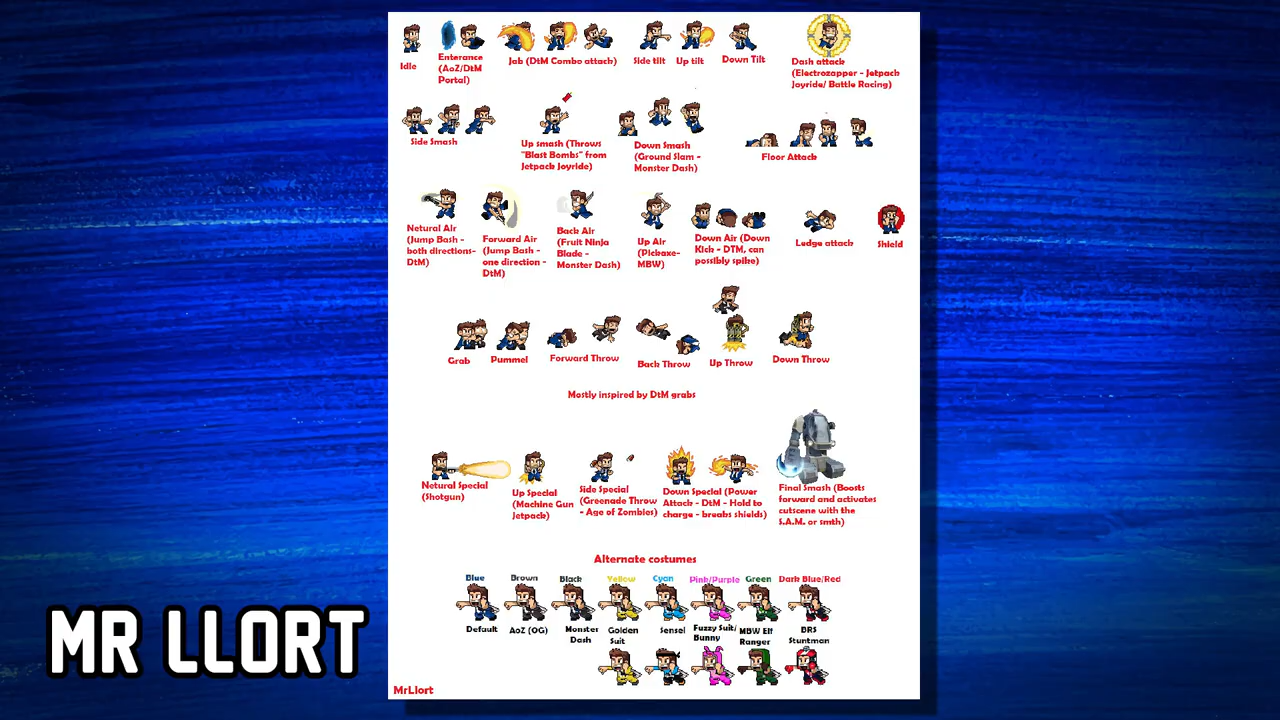 Idle
Enterance
(AoZ/DtM
Portal)
Jab (DtM Combo attack)
Side tilt
Up tilt
Down Tilt
Dash attack
(Electrozapper - Jetpack
Joyride/ Battle Racing)
Side Smash
Up smash (Throws
"Blast Bombs" from
Jetpack Joyride)
Down Smash
(Ground Slam -
Monster Dash)
Floor Attack
Netural Air
(Jump Bash -
both directions-
DtM)
Forward Air
(Jump Bash -
one direction -
DtM)
Back Air
(Fruit Ninja
Blade -
Monster Dash)
Up Air
(Pickaxe-
MBW)
Down Air (Down
Kick - DTM, can
possibly spike)
Ledge attack
Shield
Grab
Pummel
Forward Throw
Back Throw
Up Throw
Down Throw
Mostly inspired by DtM grabs
Netural Special
(Shotgun)
Up Special
(Machine Gun
Jetpack)
Side Special
(Greenade Throw
- Age of Zombies)
Down Special (Power
Attack - DtM - Hold to
charge - breaks shields)
Final Smash (Boosts
forward and activates
cutscene with the
S.A.M. or smth)
Alternate costumes
Blue
Brown
Black
Yellow
Cyan
Pink/Purple
Green
Dark Blue/Red
Default
AoZ (OG)
Monster
Dash
Golden
Suit
Sensei
Fuzzy Suit/
Bunny
MBW Elf
Ranger
BRS
Stuntman
MrLlort
MR LLORT